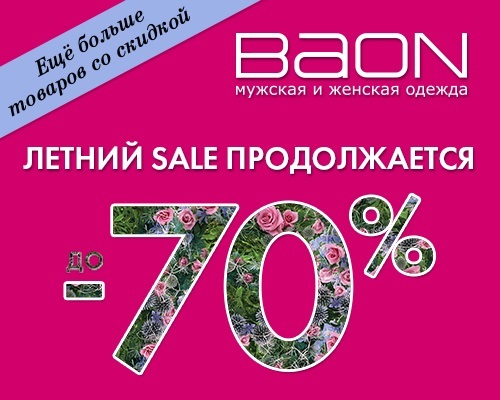 Ещё больше
товаров со скидкой
BAON
мужская и женская одежда
ЛЕТНИЙ SALE ПРОДОЛЖАЕТСЯ
до
-70%